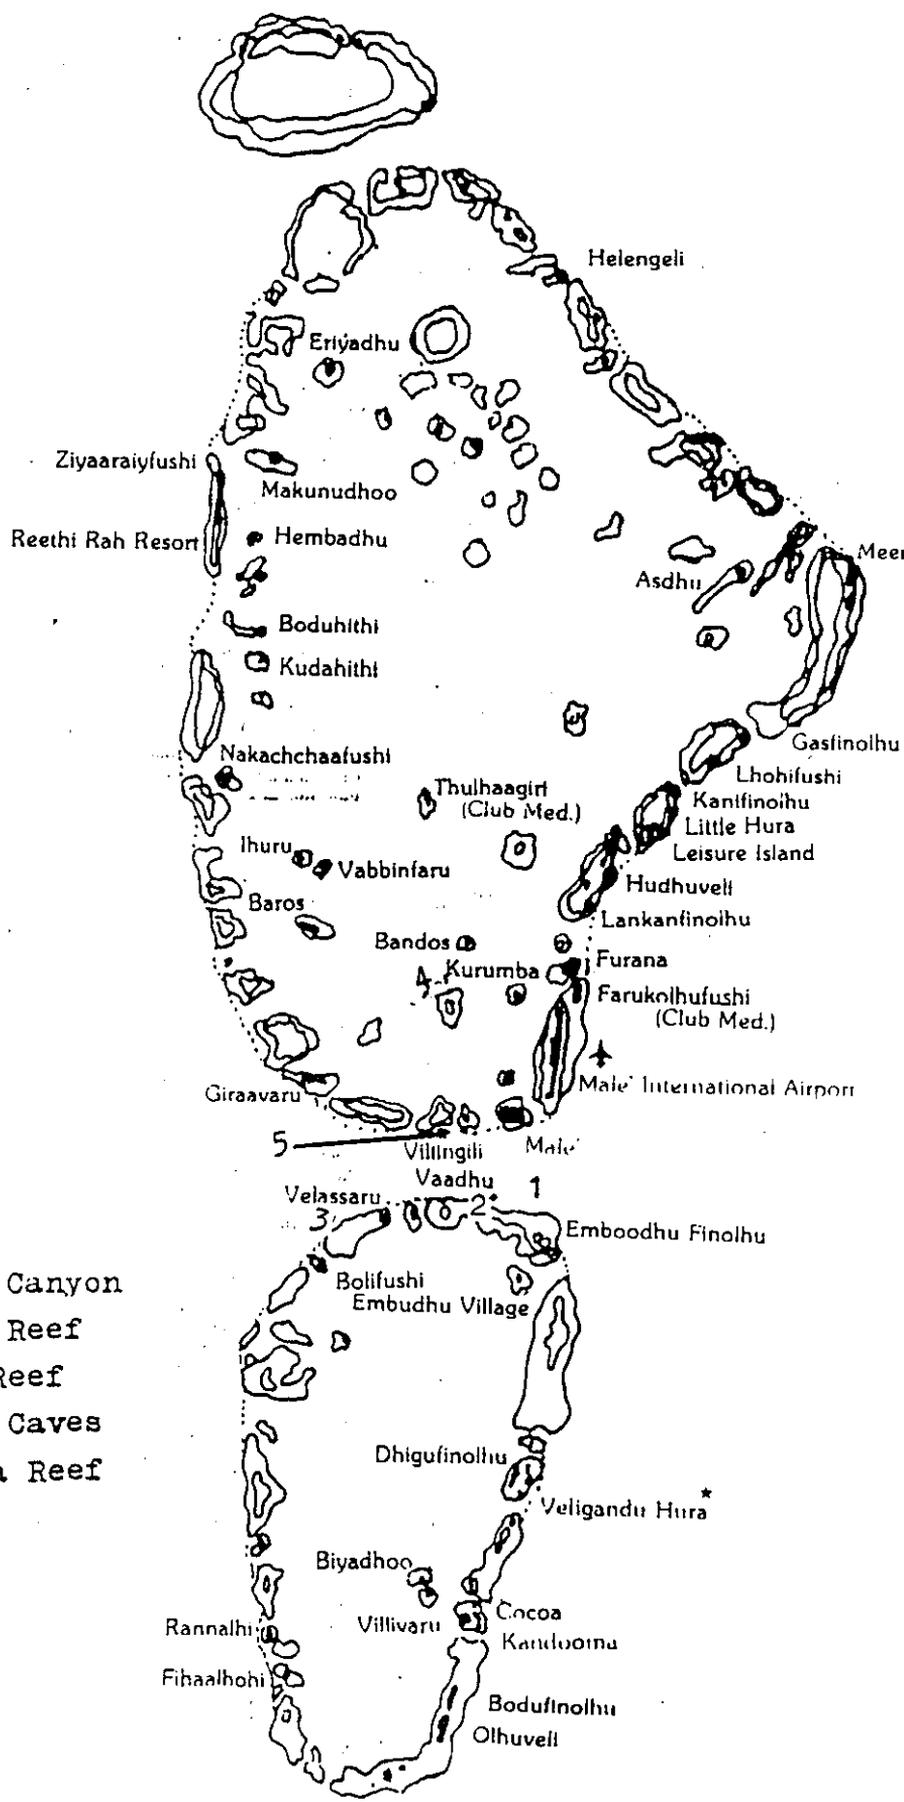 Helengeli
Eriyadhu
Ziyaaraiyfushi
Makunudhoo
Reethi Rah Resort
Hembadhu
Meer
Asdhu
Boduhithi
Kudahithi
Gasfinolhu
Nakachchaafushi
Lhohifushi
Thulhaagiri
(Club Med.)
Kanifinolhu
Little Hura
Leisure Island
Ihuru
Vabbinfaru
Hudhuveli
Baros
Lankanfinolhu
Bandos
Furana
4
Kurumba
Farukolhufushi
(Club Med.)
Male' International Airport
Giraavaru
5
Villingili
Male'
Vaadhu
1
Velassaru
2
3
Emboodhu Finolhu
Bolifushi
Canyon
Embudhu Village
Reef
Reef
Caves
Dhigufinolhu
a Reef
Veligandu Hura*
Biyadhoo
Cocoa
Rannalhi
Villivaru
Kandooma
Fihaalhohi
Bodufinolhu
Olhuveli